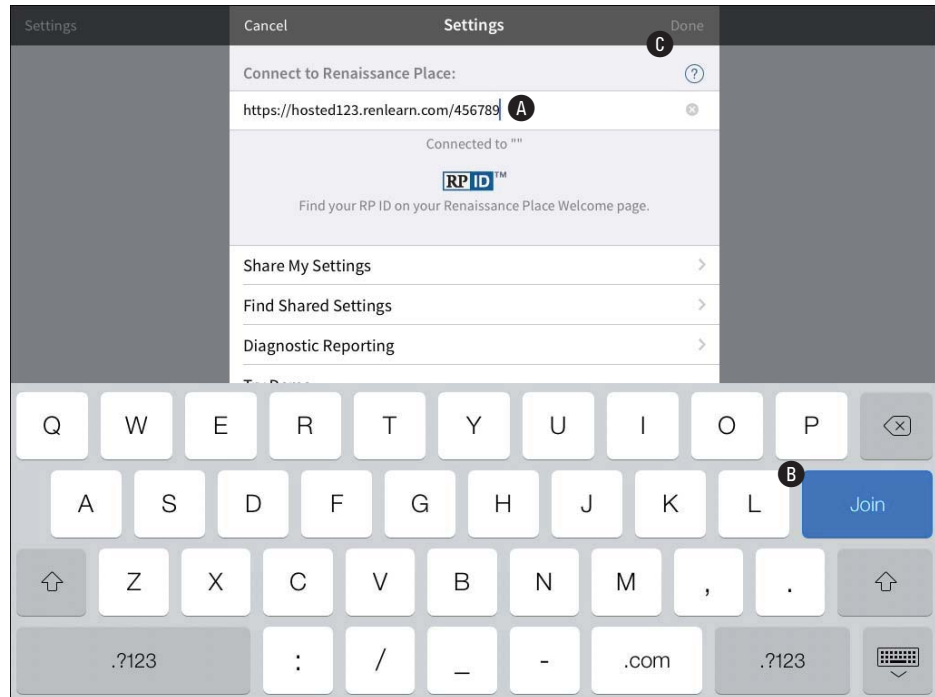 Settings
Cancel Settings Done
C
Connect to Renaissance Place: ?
https://hosted123.renlearn.com/456789 A
Connected to ""
RP ID™
Find your RP ID on your Renaissance Place Welcome page.
Share My Settings
Find Shared Settings
Diagnostic Reporting
Q W E R T Y U I O P
B
A S D F G H J K L Join
Z X C V B N M , .
.?123 : / _ - .com .?123